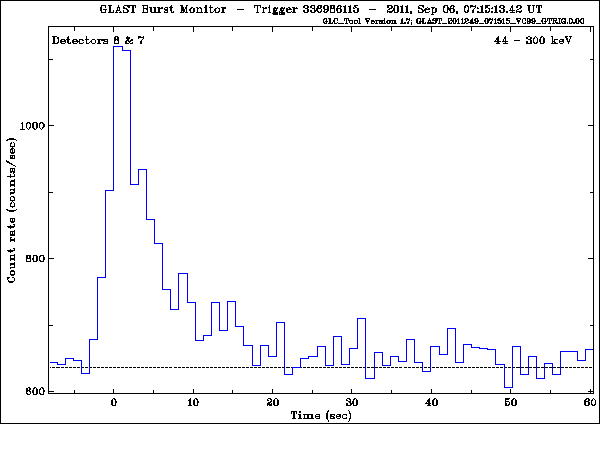 GLAST Burst Monitor – Trigger 336986115 – 2011, Sep 06, 07:15:13.42 UT
GLC_Tool Version 1.7; GLAST_2011249_071515_VC09_GTRIG.0.00
Detectors 8 & 7 44 – 300 keV
1000
800
600
Count rate (counts/sec)
0 10 20 30 40 50 60
Time (sec)